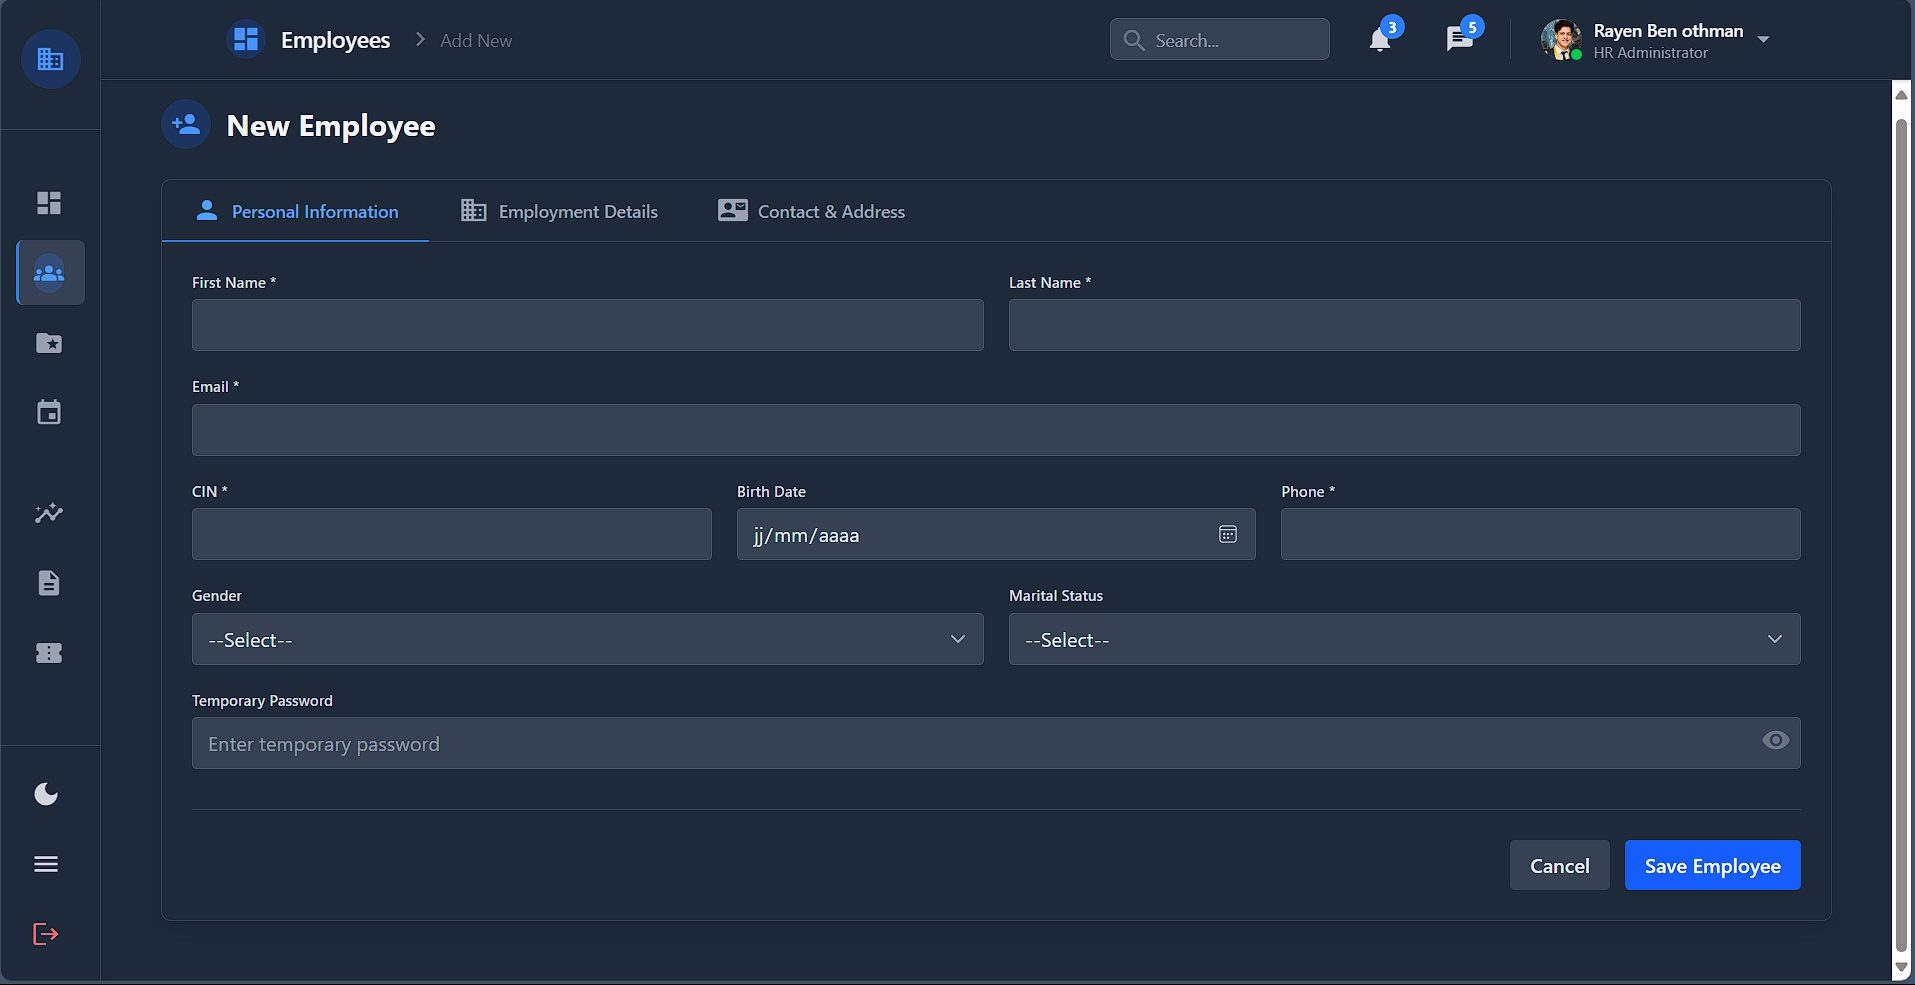 Employees > Add New
Search...
3
5
Rayen Ben othman
HR Administrator
New Employee
Personal Information
Employment Details
Contact & Address
First Name *
Last Name *
Email *
CIN *
Birth Date
Phone *
jj/mm/aaaa
Gender
Marital Status
--Select--
--Select--
Temporary Password
Enter temporary password
Cancel
Save Employee